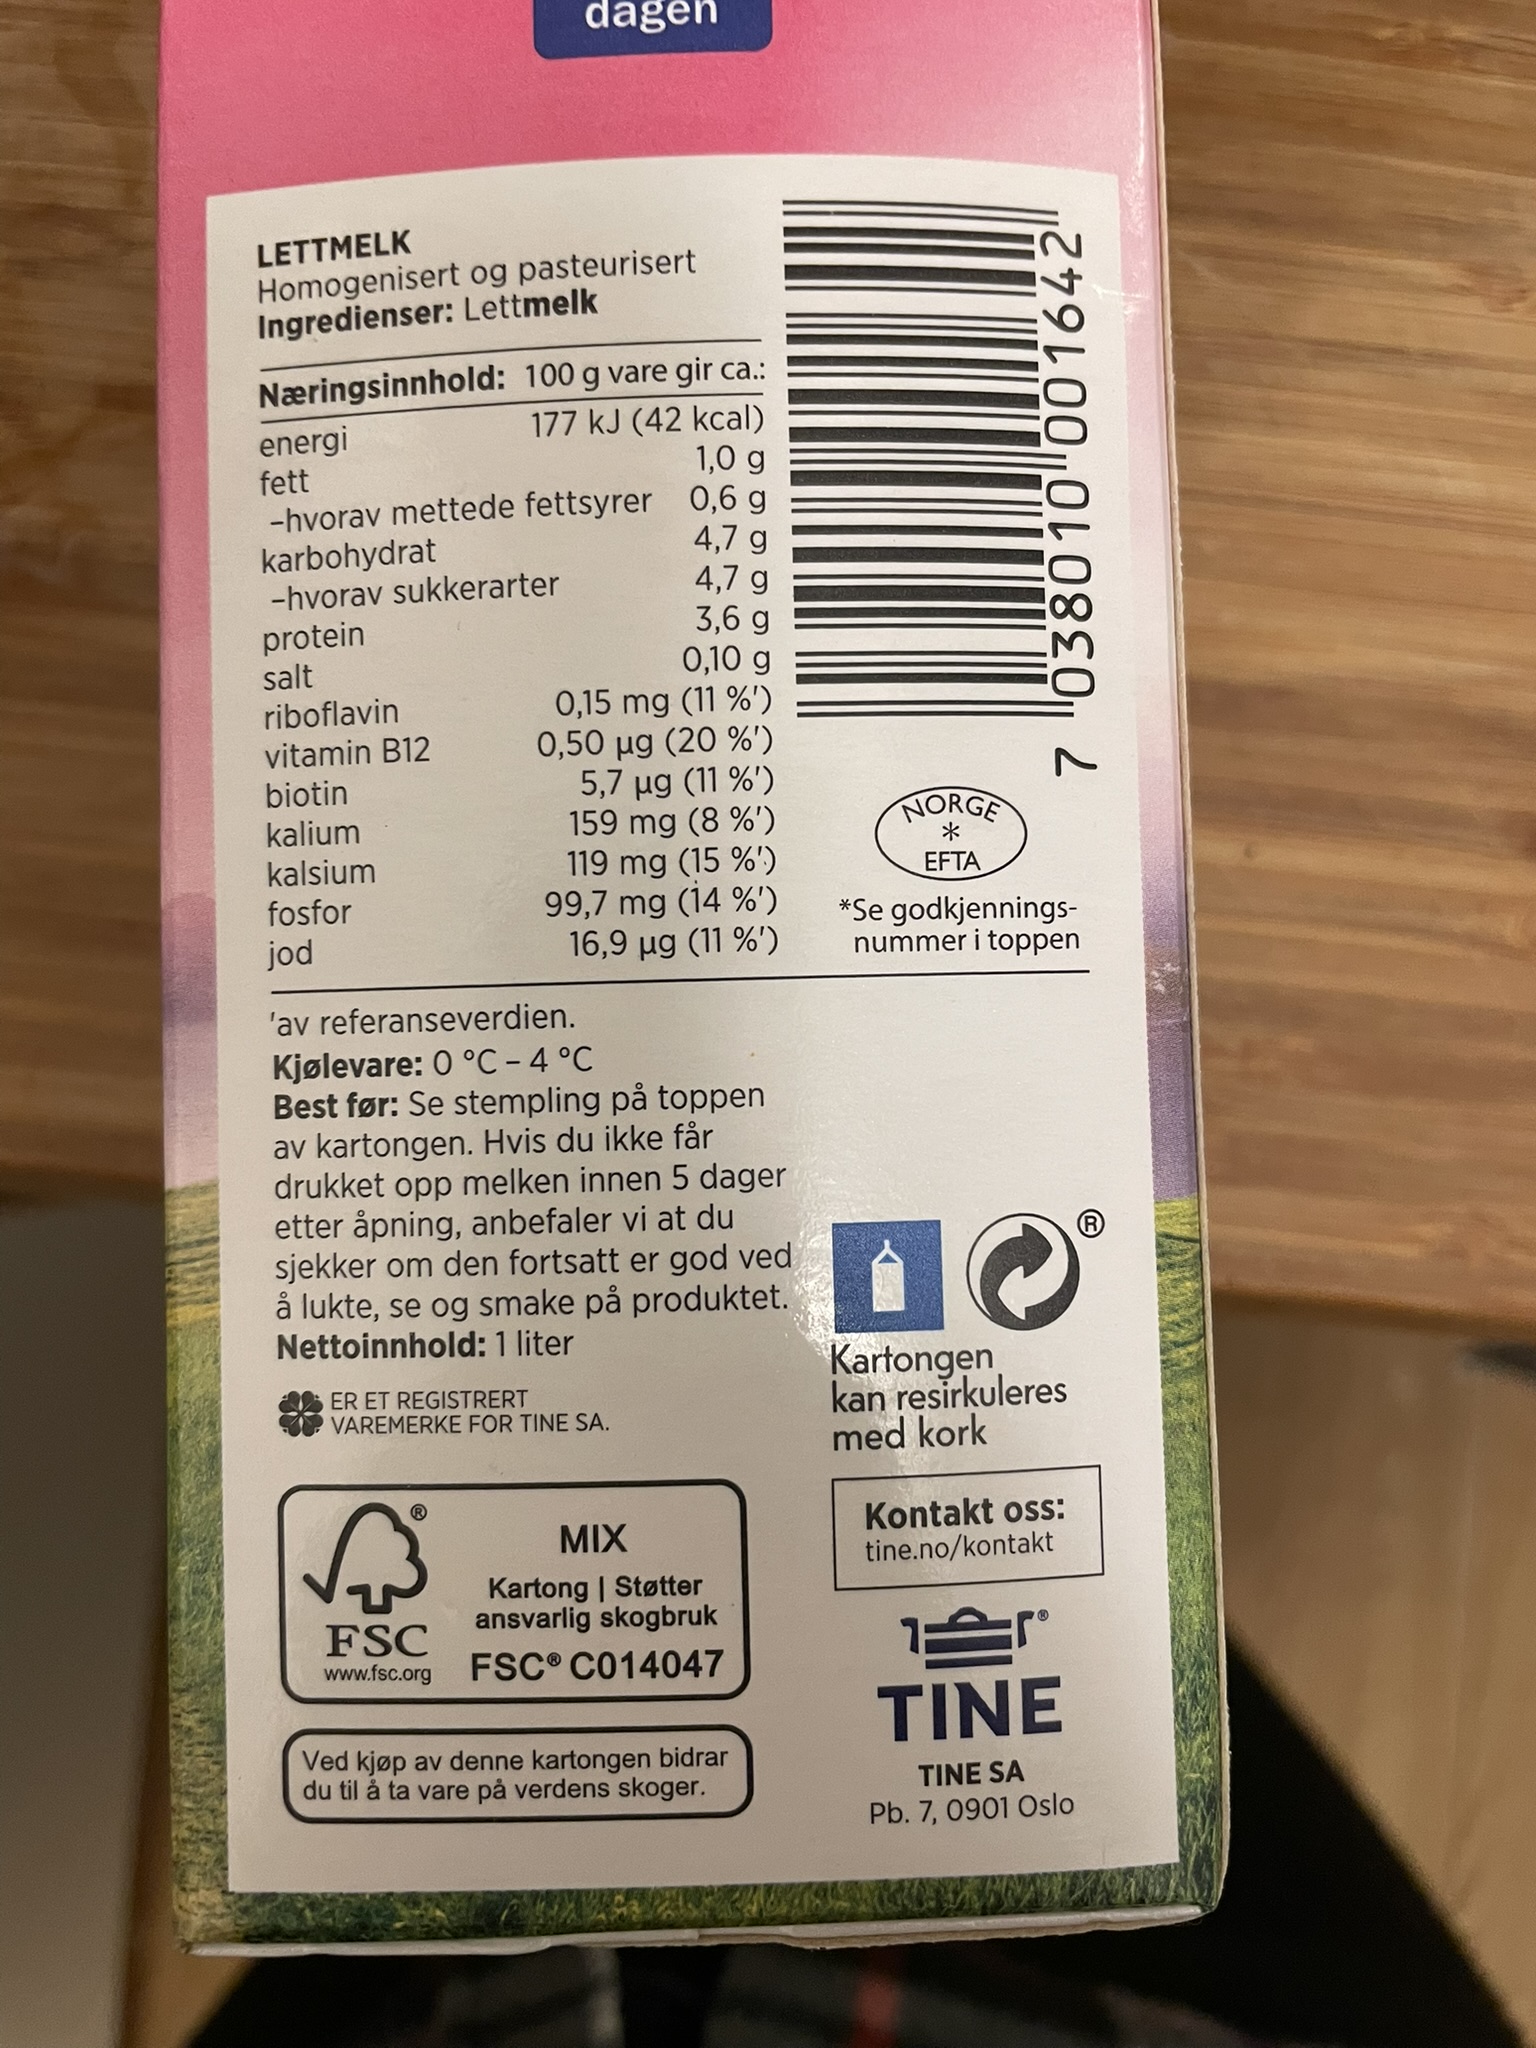 dagen
LETTMELK
Homogenisert og pasteurisert
Ingredienser: Lettmelk
Næringsinnhold: 100 g vare gir ca.:
energi 177 kJ (42 kcal)
fett 1,0 g
-hvorav mettede fettsyrer 0,6 g
karbohydrat 4,7 g
-hvorav sukkerarter 4,7 g
protein 3,6 g
salt 0,10 g
riboflavin 0,15 mg (11 %')
vitamin B12 0,50 µg (20 %')
biotin 5,7 µg (11 %')
kalium 159 mg (8 %')
kalsium 119 mg (15 %')
fosfor 99,7 mg (14 %')
jod 16,9 µg (11 %')
'av referanseverdien.
Kjølevare: 0 °C – 4 °C
Best før: Se stempling på toppen
av kartongen. Hvis du ikke får
drukket opp melken innen 5 dager
etter åpning, anbefaler vi at du
sjekker om den fortsatt er god ved
å lukte, se og smake på produktet.
Nettoinnhold: 1 liter
ER ET REGISTRERT
VAREMERKE FOR TINE SA.
®
FSC
www.fsc.org
MIX
Kartong | Støtter
ansvarlig skogbruk
FSC® C014047
Ved kjøp av denne kartongen bidrar
du til å ta vare på verdens skoger.
7 038010 001642
NORGE
*
EFTA
*Se godkjennings-
nummer i toppen
®
Kartongen
kan resirkuleres
med kork
Kontakt oss:
tine.no/kontakt
®
TINE
TINE SA
Pb. 7, 0901 Oslo